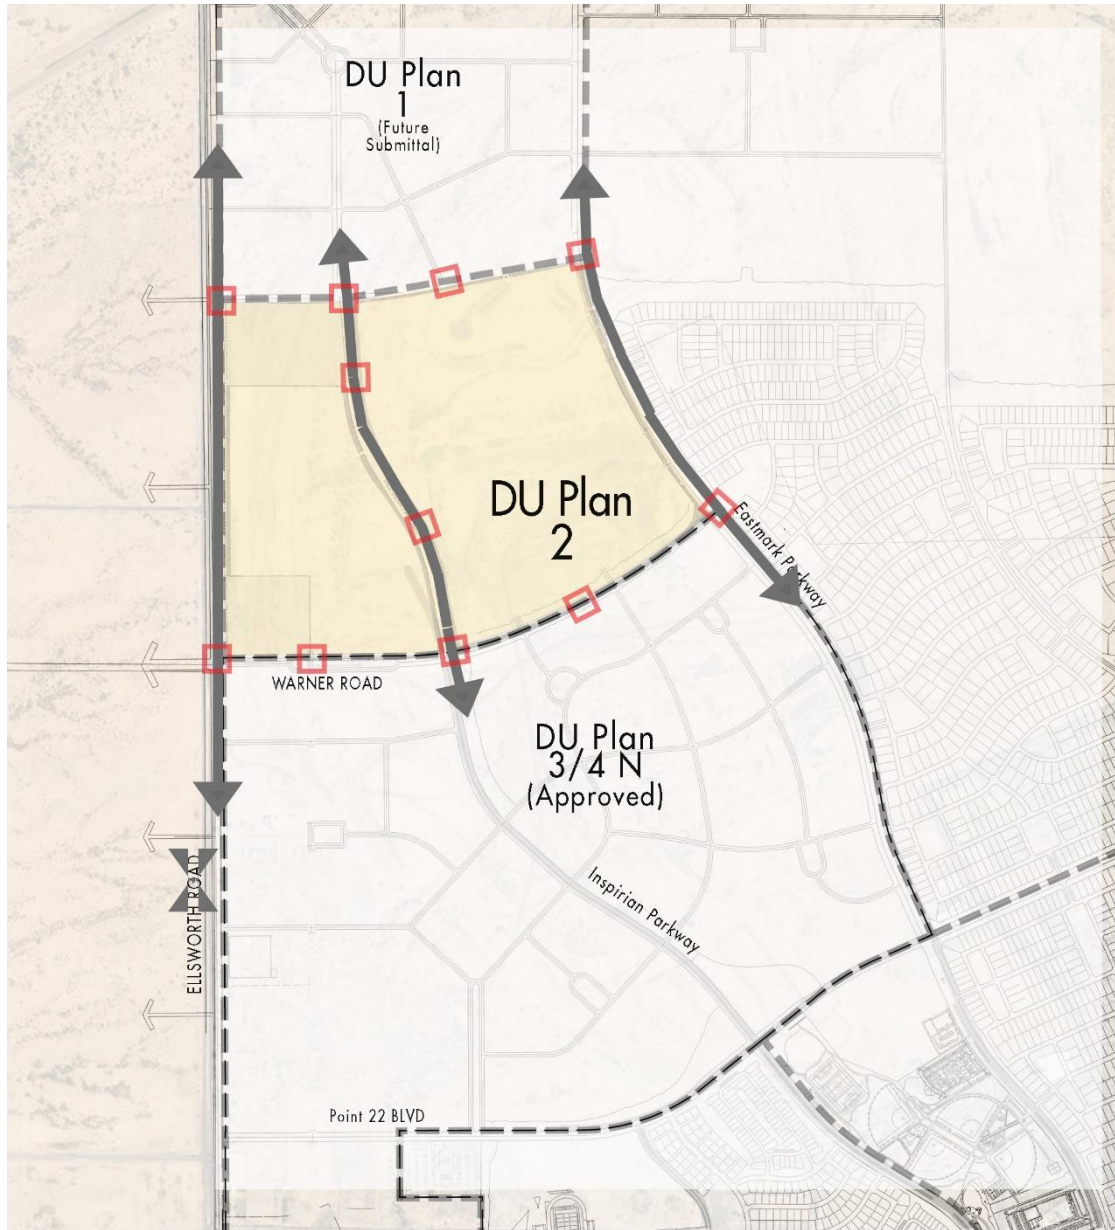 DU Plan
1
(Future
Submittal)
DU Plan
2
Eastmark Parkway
WARNER ROAD
DU Plan
3/4 N
(Approved)
ELLSWORTH ROAD
Inspirian Parkway
Point 22 BLVD